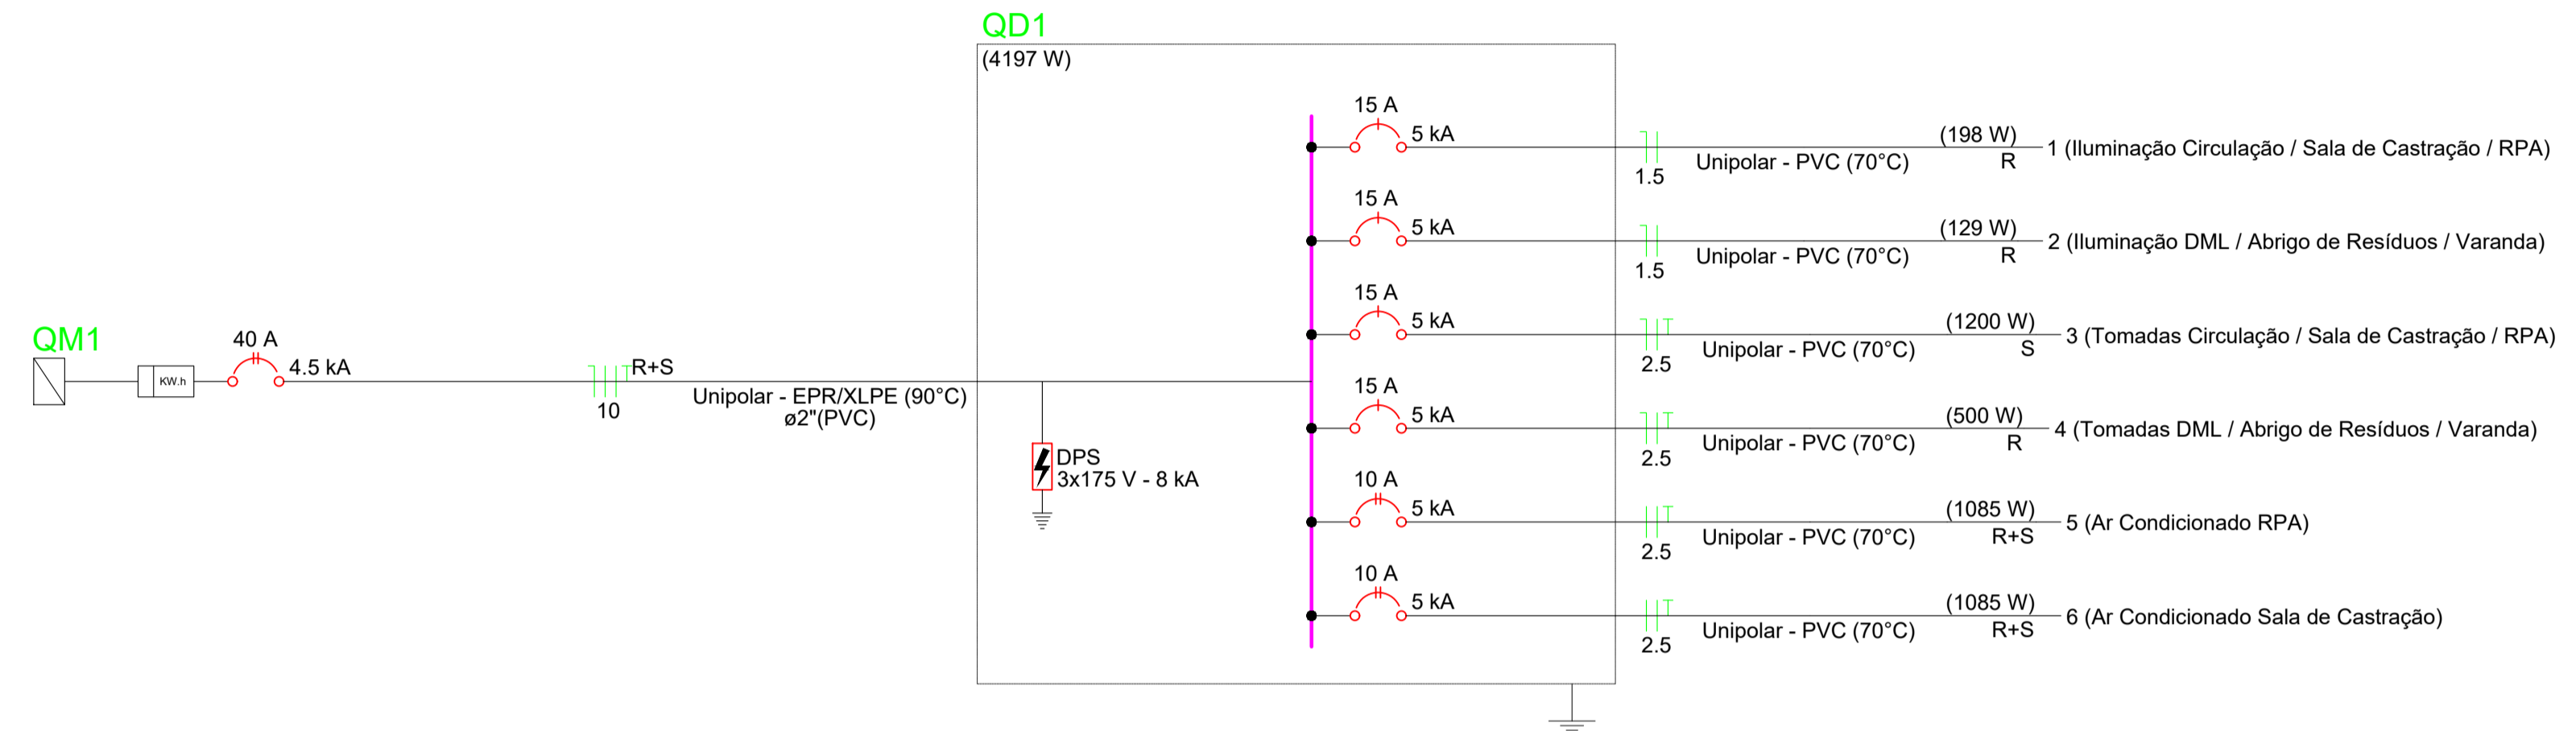 QD1
(4197 W)
QM1
KW.h
40 A
4.5 kA
R+S
10
Unipolar - EPR/XLPE (90°C)
ø2"(PVC)
DPS
3x175 V - 8 kA
15 A
5 kA
1.5
Unipolar - PVC (70°C)
(198 W)
R
1 (Iluminação Circulação / Sala de Castração / RPA)
15 A
5 kA
1.5
Unipolar - PVC (70°C)
(129 W)
R
2 (Iluminação DML / Abrigo de Resíduos / Varanda)
15 A
5 kA
2.5
Unipolar - PVC (70°C)
(1200 W)
S
3 (Tomadas Circulação / Sala de Castração / RPA)
15 A
5 kA
2.5
Unipolar - PVC (70°C)
(500 W)
R
4 (Tomadas DML / Abrigo de Resíduos / Varanda)
10 A
5 kA
2.5
Unipolar - PVC (70°C)
(1085 W)
R+S
5 (Ar Condicionado RPA)
10 A
5 kA
2.5
Unipolar - PVC (70°C)
(1085 W)
R+S
6 (Ar Condicionado Sala de Castração)